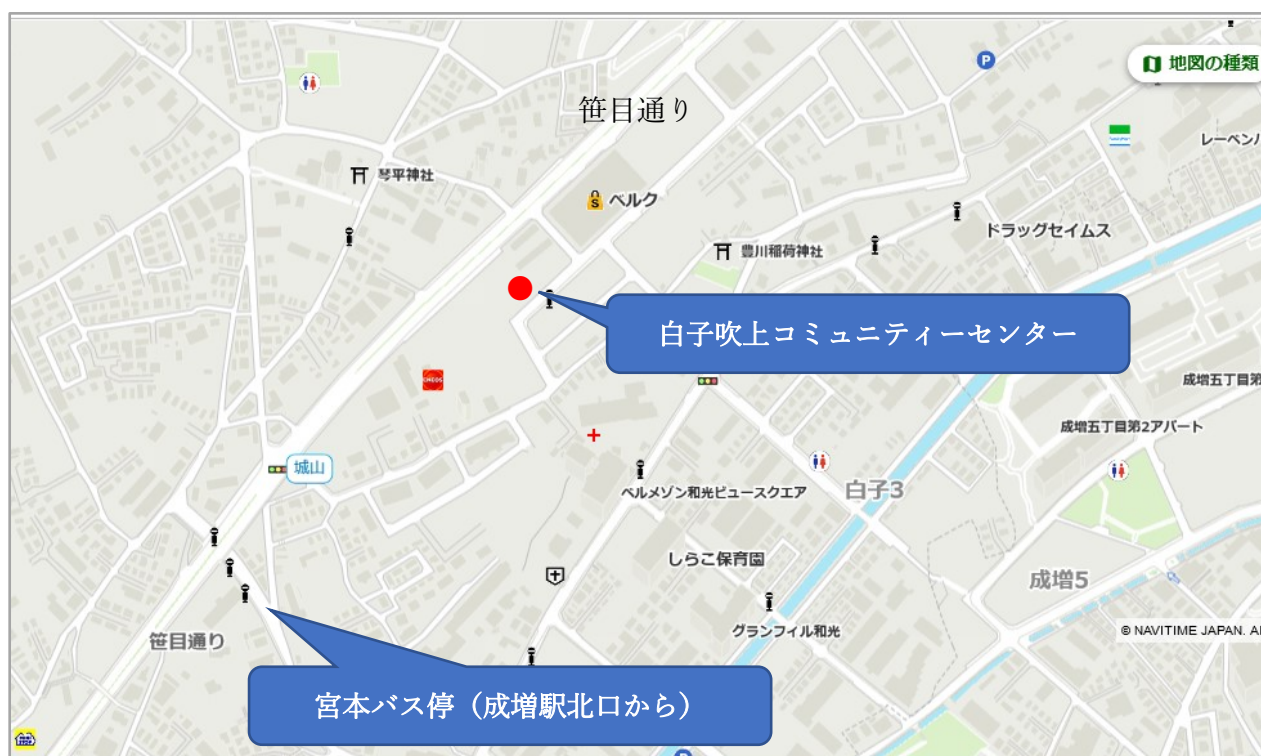 笹目通り
地図の種類
レーベンハ
琴平神社
ベルク
S
P
ドラッグセイムス
豊川稲荷神社
白子吹上コミュニティーセンター
ENEOS
成増五丁目第
成増五丁目第2アパート
城山
ベルメゾン和光ビュースクエア
白子3
しらこ保育園
成増5
グランフィル和光
© NAVITIME JAPAN. Al
笹目通り
宮本バス停（成増駅北口から）